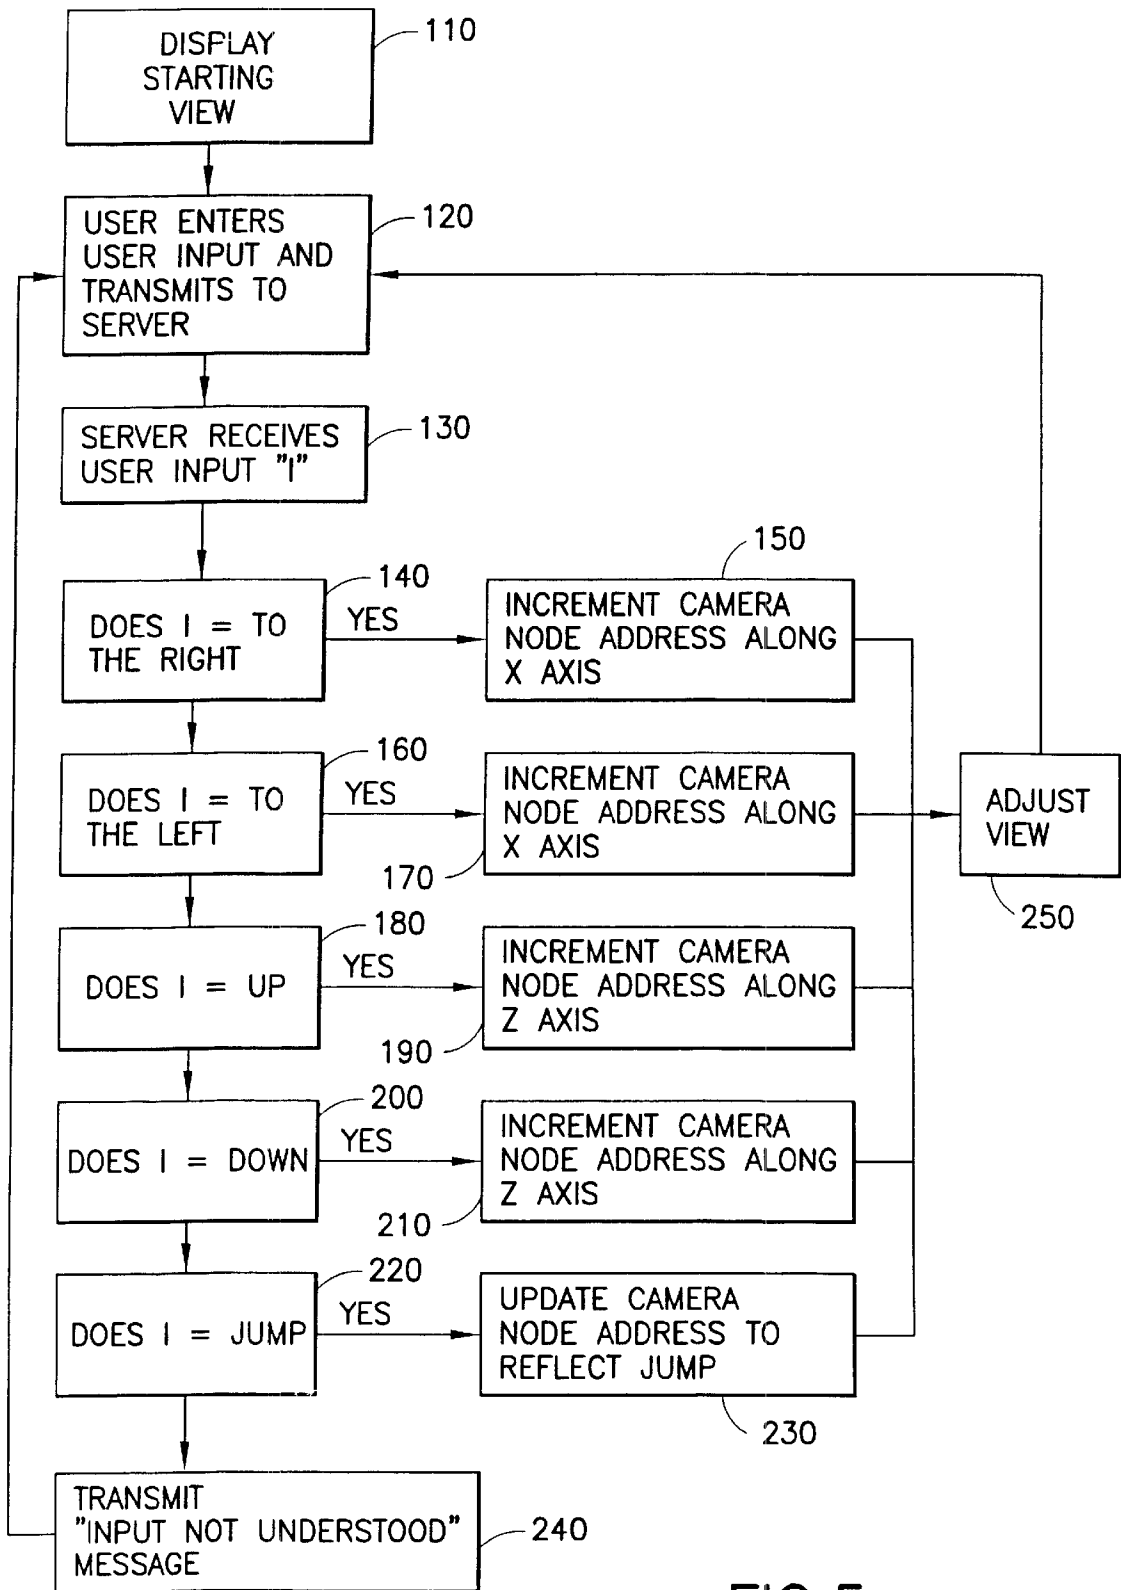 DISPLAY
STARTING
VIEW
110
USER ENTERS
USER INPUT AND
TRANSMITS TO
SERVER
120
SERVER RECEIVES
USER INPUT "I"
130
DOES I = TO
THE RIGHT
140
YES
INCREMENT CAMERA
NODE ADDRESS ALONG
X AXIS
150
DOES I = TO
THE LEFT
160
YES
INCREMENT CAMERA
NODE ADDRESS ALONG
X AXIS
170
ADJUST
VIEW
250
DOES I = UP
180
YES
INCREMENT CAMERA
NODE ADDRESS ALONG
Z AXIS
190
DOES I = DOWN
200
YES
INCREMENT CAMERA
NODE ADDRESS ALONG
Z AXIS
210
DOES I = JUMP
220
YES
UPDATE CAMERA
NODE ADDRESS TO
REFLECT JUMP
230
TRANSMIT
"INPUT NOT UNDERSTOOD"
MESSAGE
240